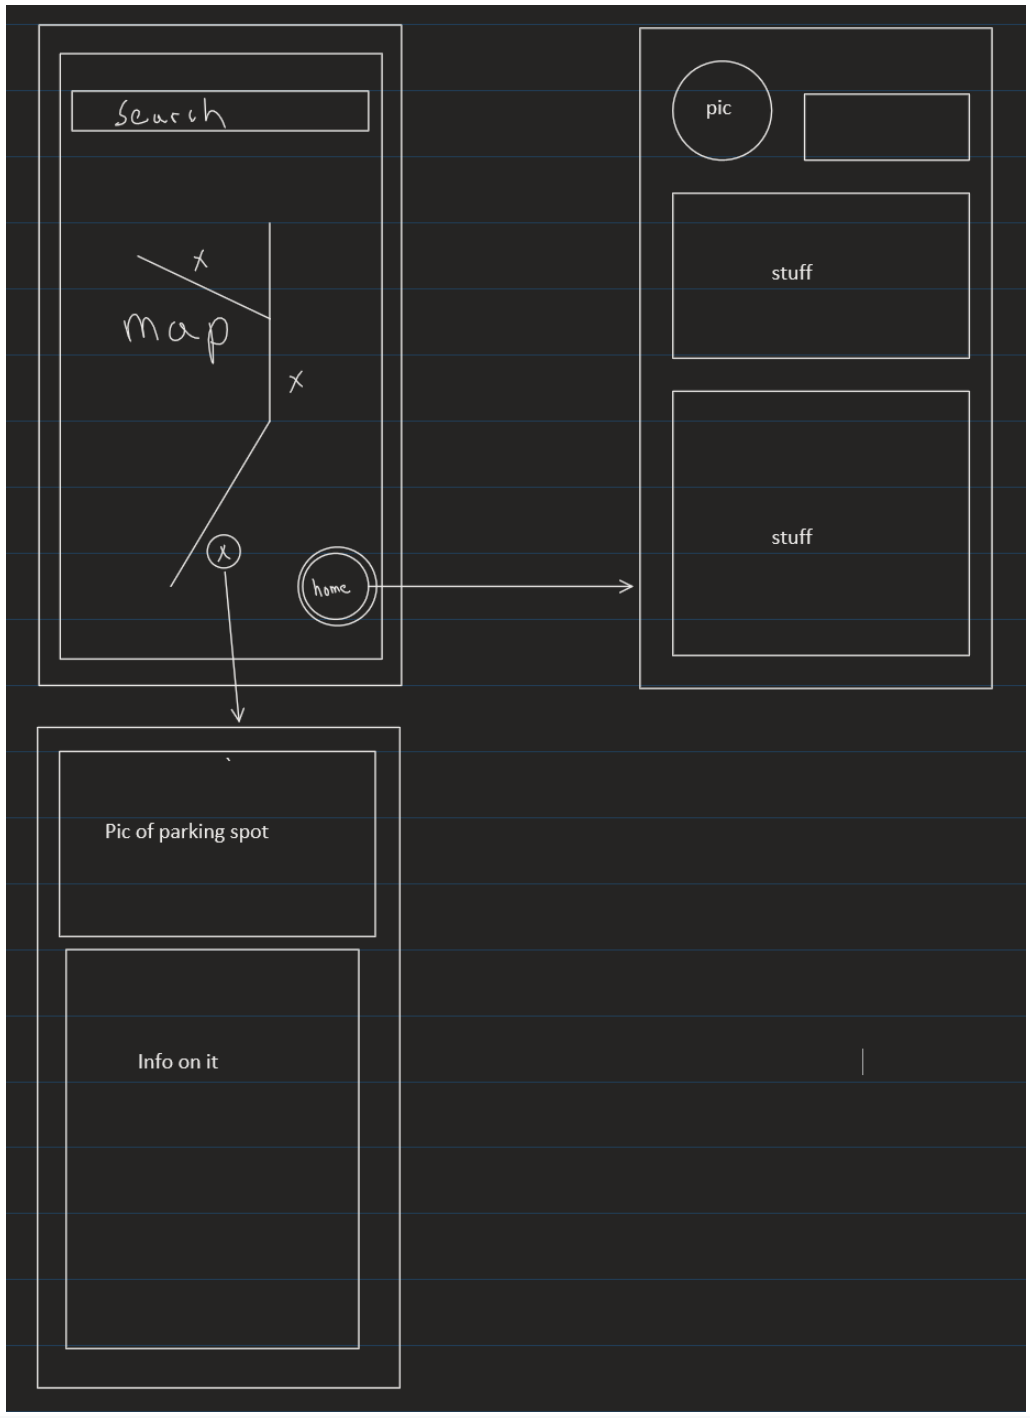 Search
x
map
x
x
home
pic
stuff
stuff
Pic of parking spot
Info on it